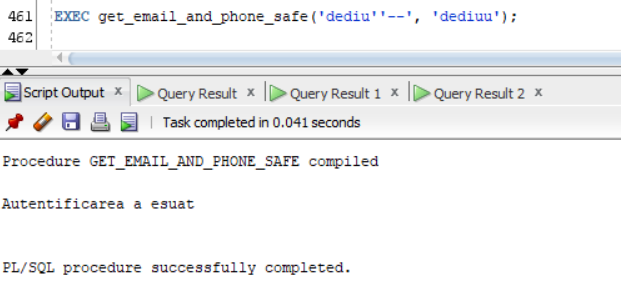 461 EXEC get_email_and_phone_safe('dediu''--', 'dediuu');
462
Script Output x Query Result x Query Result 1 x Query Result 2 x
Task completed in 0.041 seconds
Procedure GET_EMAIL_AND_PHONE_SAFE compiled
Autentificarea a esuat
PL/SQL procedure successfully completed.